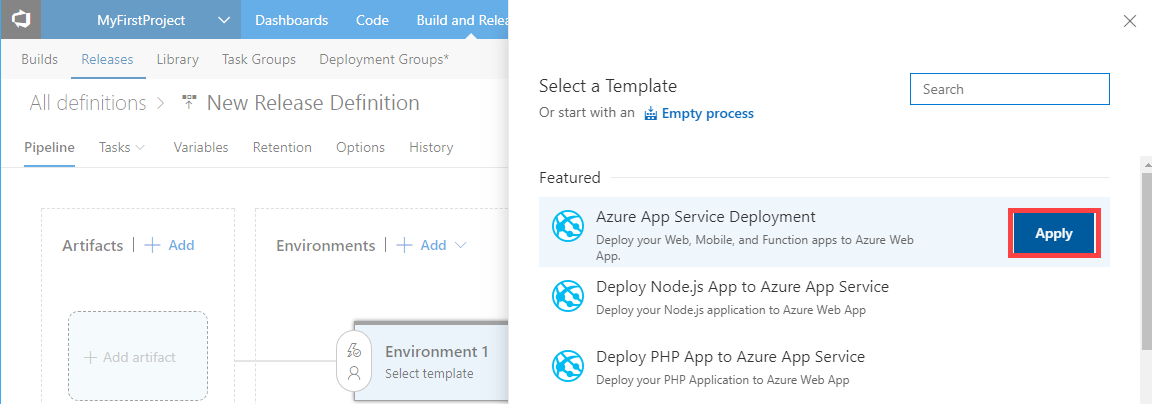 MyFirstProject
Dashboards
Code
Build and Relea
Builds
Releases
Library
Task Groups
Deployment Groups*
All definitions > New Release Definition
Pipeline
Tasks
Variables
Retention
Options
History
Artifacts | + Add
Environments | + Add
+ Add artifact
Environment 1
Select template
Select a Template
Search
Or start with an Empty process
Featured
Azure App Service Deployment
Deploy your Web, Mobile, and Function apps to Azure Web
App.
Apply
Deploy Node.js App to Azure App Service
Deploy your Node.js application to Azure Web App
Deploy PHP App to Azure App Service
Deploy your PHP Application to Azure Web App